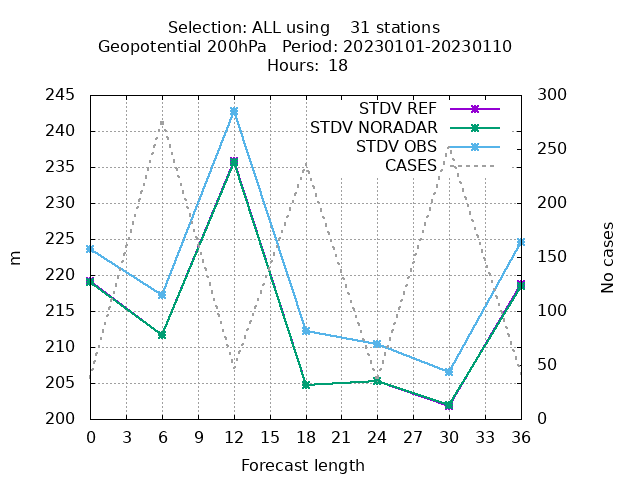 Selection: ALL using    31 stations
Geopotential 200hPa   Period: 20230101-20230110
Hours:  18
245
240
235
230
225
220
215
210
205
200
m
300
250
200
150
100
50
0
No cases
STDV REF
STDV NORADAR
STDV OBS
CASES
0 3 6 9 12 15 18 21 24 27 30 33 36
Forecast length